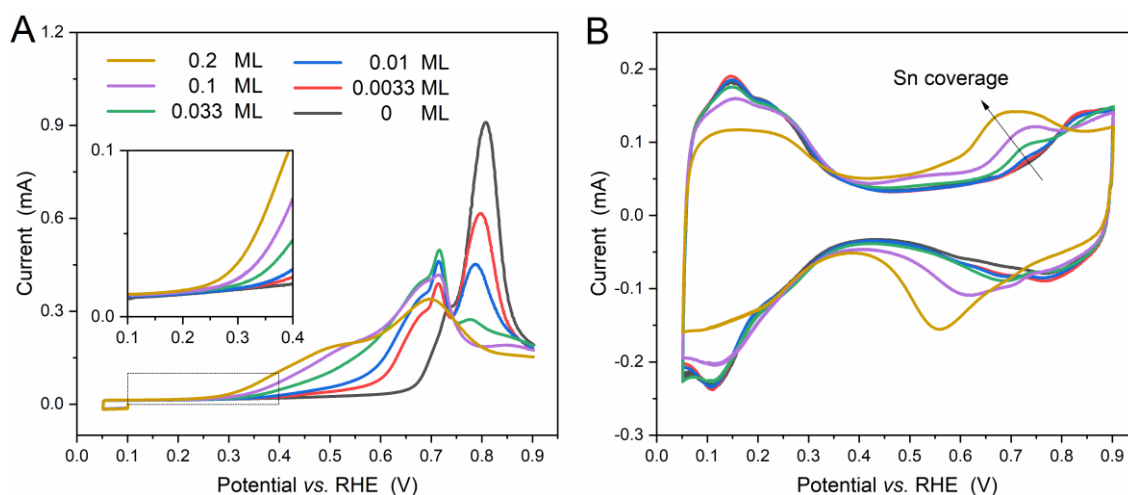 A
1.2
0.9
0.6
0.3
0.0
Current (mA)
0.2 ML
0.1 ML
0.033 ML
0.01 ML
0.0033 ML
0 ML
0.1
0.0
0.1 0.2 0.3 0.4
0.0 0.1 0.2 0.3 0.4 0.5 0.6 0.7 0.8 0.9
Potential vs. RHE (V)
B
0.2
0.1
0.0
-0.1
-0.2
-0.3
Current (mA)
Sn coverage
0.0 0.1 0.2 0.3 0.4 0.5 0.6 0.7 0.8 0.9
Potential vs. RHE (V)